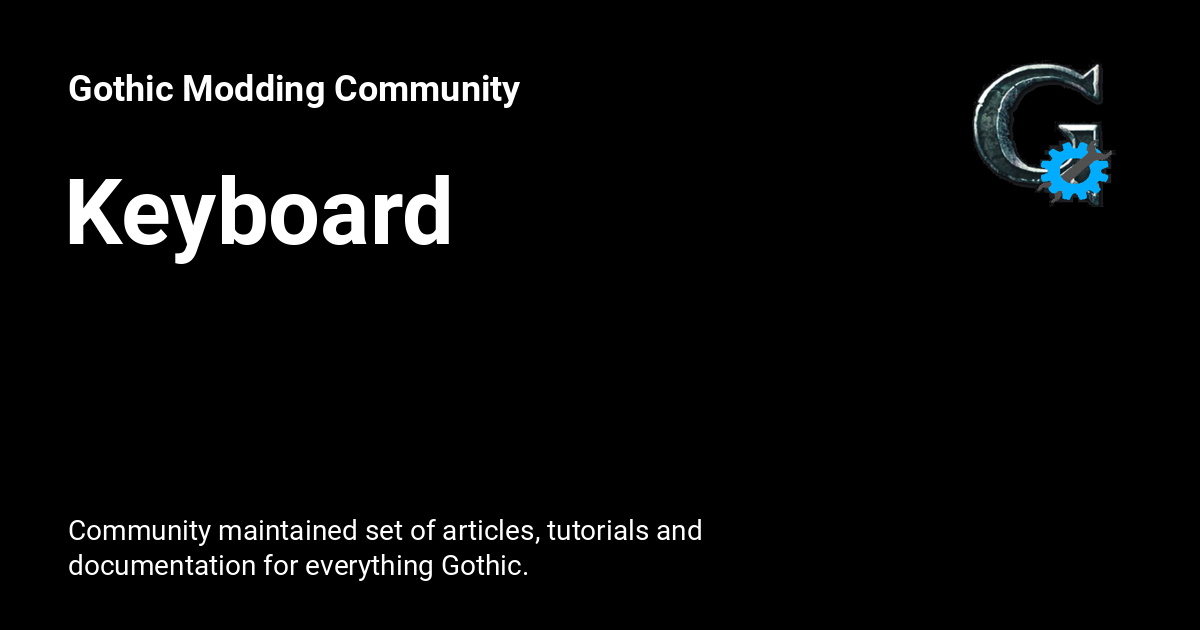 Gothic Modding Community
Keyboard
Community maintained set of articles, tutorials and
documentation for everything Gothic.
G